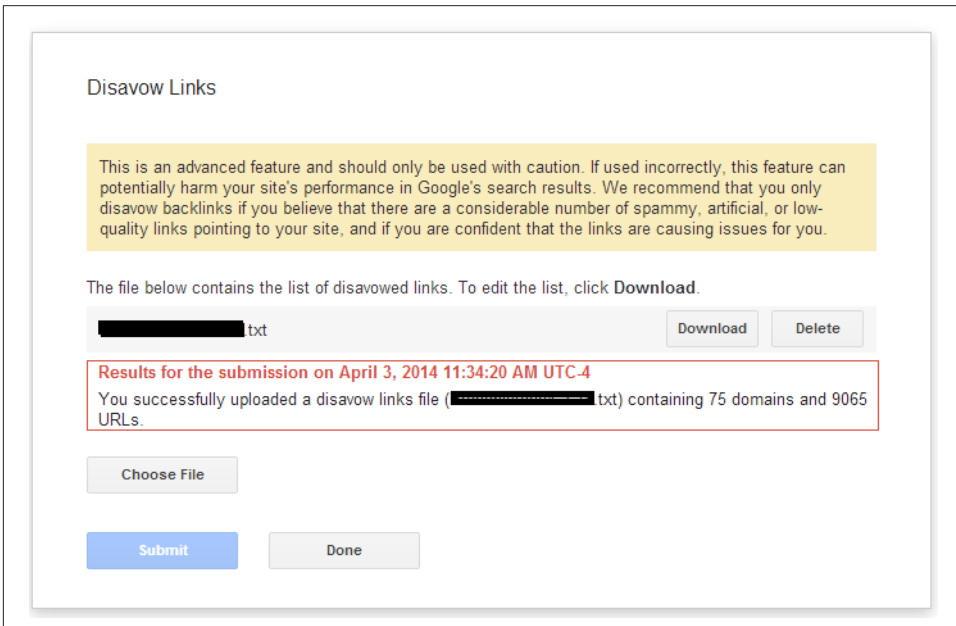 Disavow Links
This is an advanced feature and should only be used with caution. If used incorrectly, this feature can
potentially harm your site's performance in Google's search results. We recommend that you only
disavow backlinks if you believe that there are a considerable number of spammy, artificial, or low-
quality links pointing to your site, and if you are confident that the links are causing issues for you.
The file below contains the list of disavowed links. To edit the list, click Download.
.txt Download Delete
Results for the submission on April 3, 2014 11:34:20 AM UTC-4
You successfully uploaded a disavow links file ( .txt) containing 75 domains and 9065
URLs.
Choose File
Submit Done